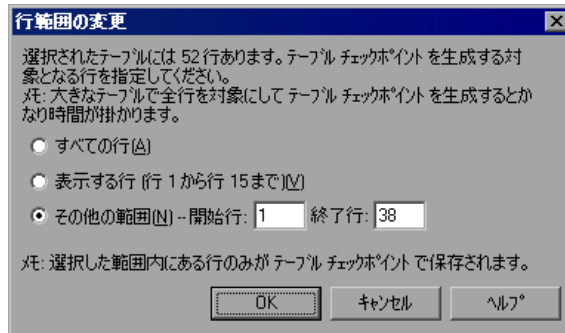 行範囲の変更
選択されたテーブルには 52 行あります。テーブル チェックポイント を生成する対
象となる行を指定してください。
メモ: 大きなテーブルで全行を対象にして テーブル チェックポイント を生成するとか
なり時間が掛かります。
すべての行(A)
表示する行 (行 1 から行 15まで)(V)
その他の範囲(N) -- 開始行: 1 終了行: 38
メモ: 選択した範囲内にある行のみが テーブル チェックポイント で保存されます。
OK キャンセル ヘルプ